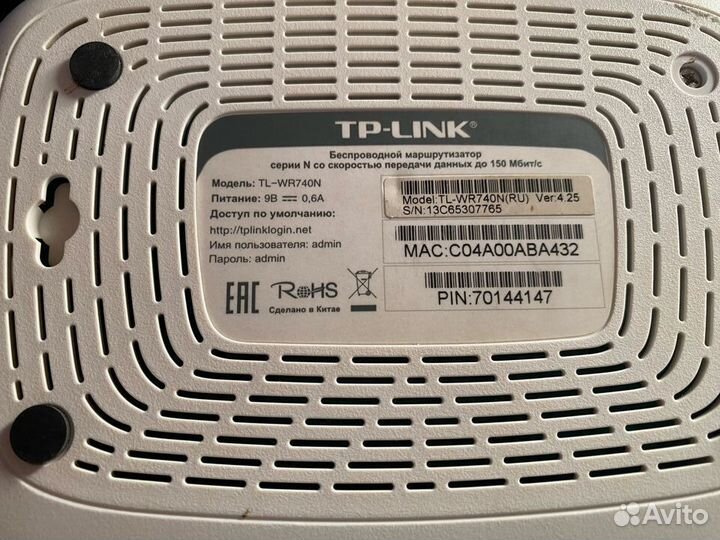 TP-LINK®
Беспроводной маршрутизатор
серии N со скоростью передачи данных до 150 Мбит/с
Модель: TL-WR740N
Питание: 9В ⎓ 0,6А
Доступ по умолчанию:
http://tplinklogin.net
Имя пользователя: admin
Пароль: admin
Model:TL-WR740N(RU) Ver:4.25
S/N:13C65307765
MAC:C04A00ABA432
PIN:70144147
EAC RoHS
Сделано в Китае
Avito